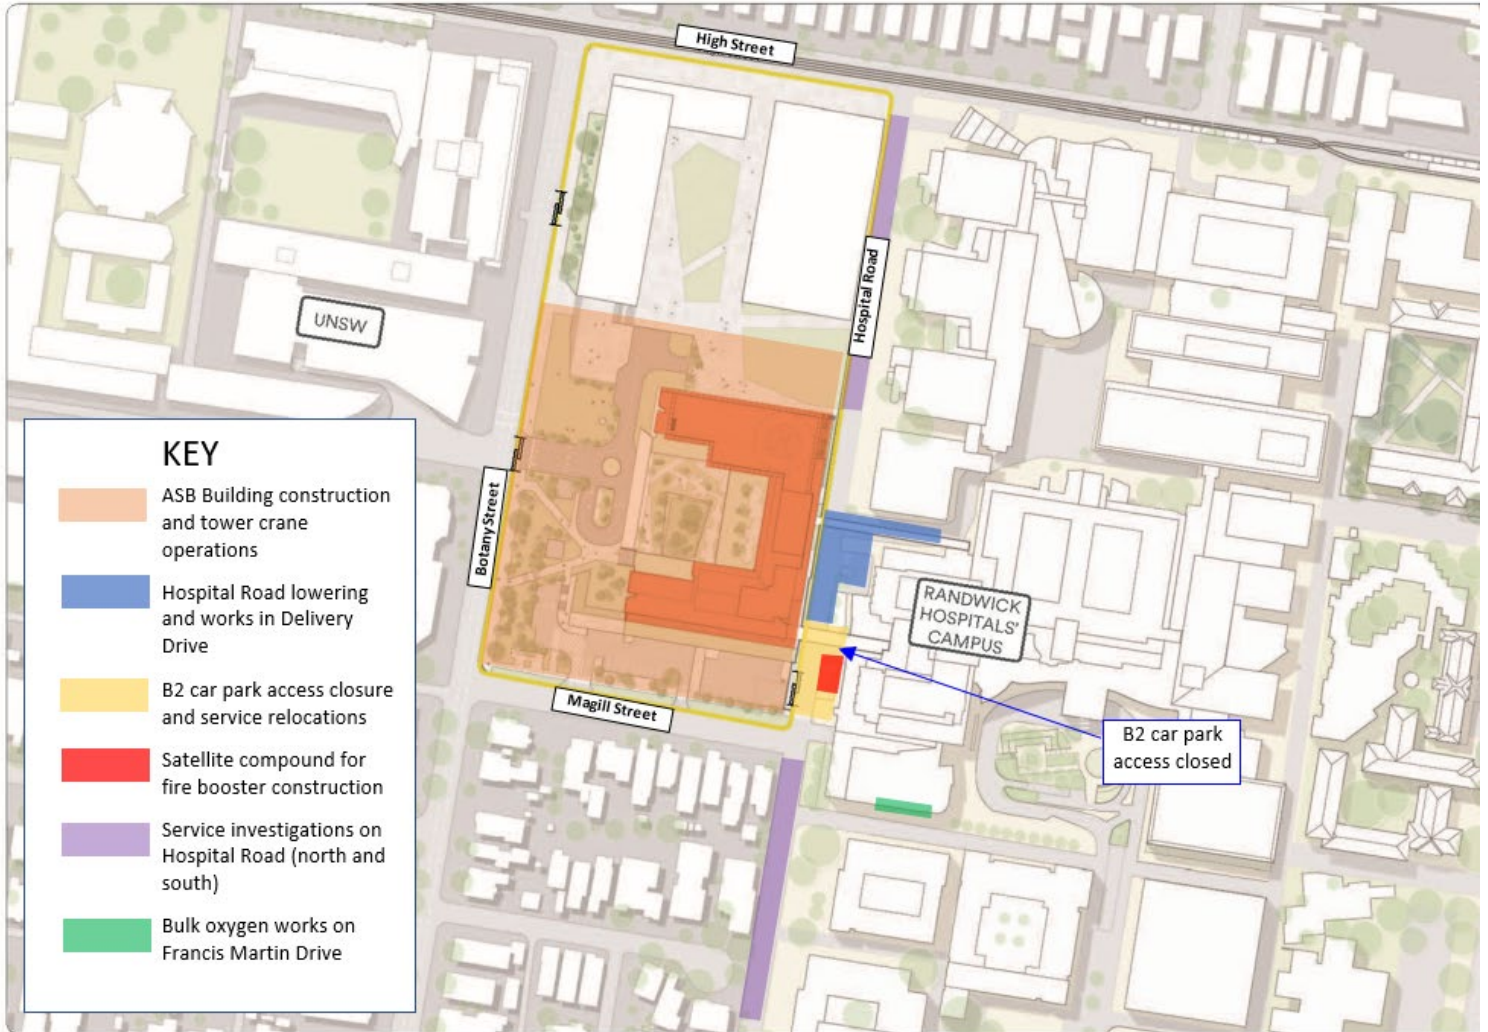 High Street
Hospital Road
UNSW
KEY
ASB Building construction
and tower crane
operations
Hospital Road lowering
and works in Delivery
Drive
B2 car park access closure
and service relocations
Satellite compound for
fire booster construction
Service investigations on
Hospital Road (north and
south)
Bulk oxygen works on
Francis Martin Drive
Botany Street
RANDWICK
HOSPITALS'
CAMPUS
Magill Street
B2 car park
access closed